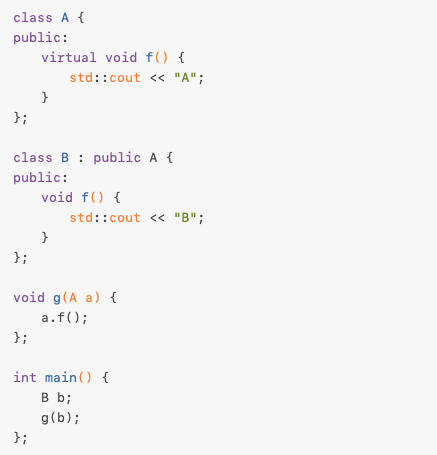 class A {
public:
    virtual void f() {
        std::cout << "A";
    }
};

class B : public A {
public:
    void f() {
        std::cout << "B";
    }
};

void g(A a) {
    a.f();
};

int main() {
    B b;
    g(b);
};